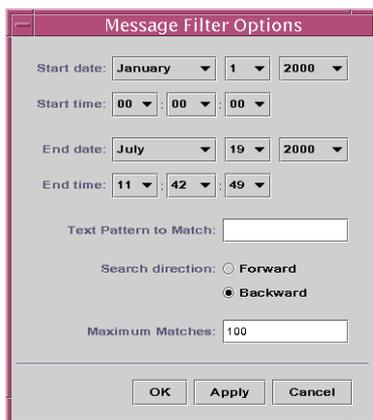 Message Filter Options
Start date: January 1 2000
Start time: 00 : 00 : 00
End date: July 19 2000
End time: 11 : 42 : 49
Text Pattern to Match:
Search direction: Forward
Backward
Maximum Matches: 100
OK Apply Cancel